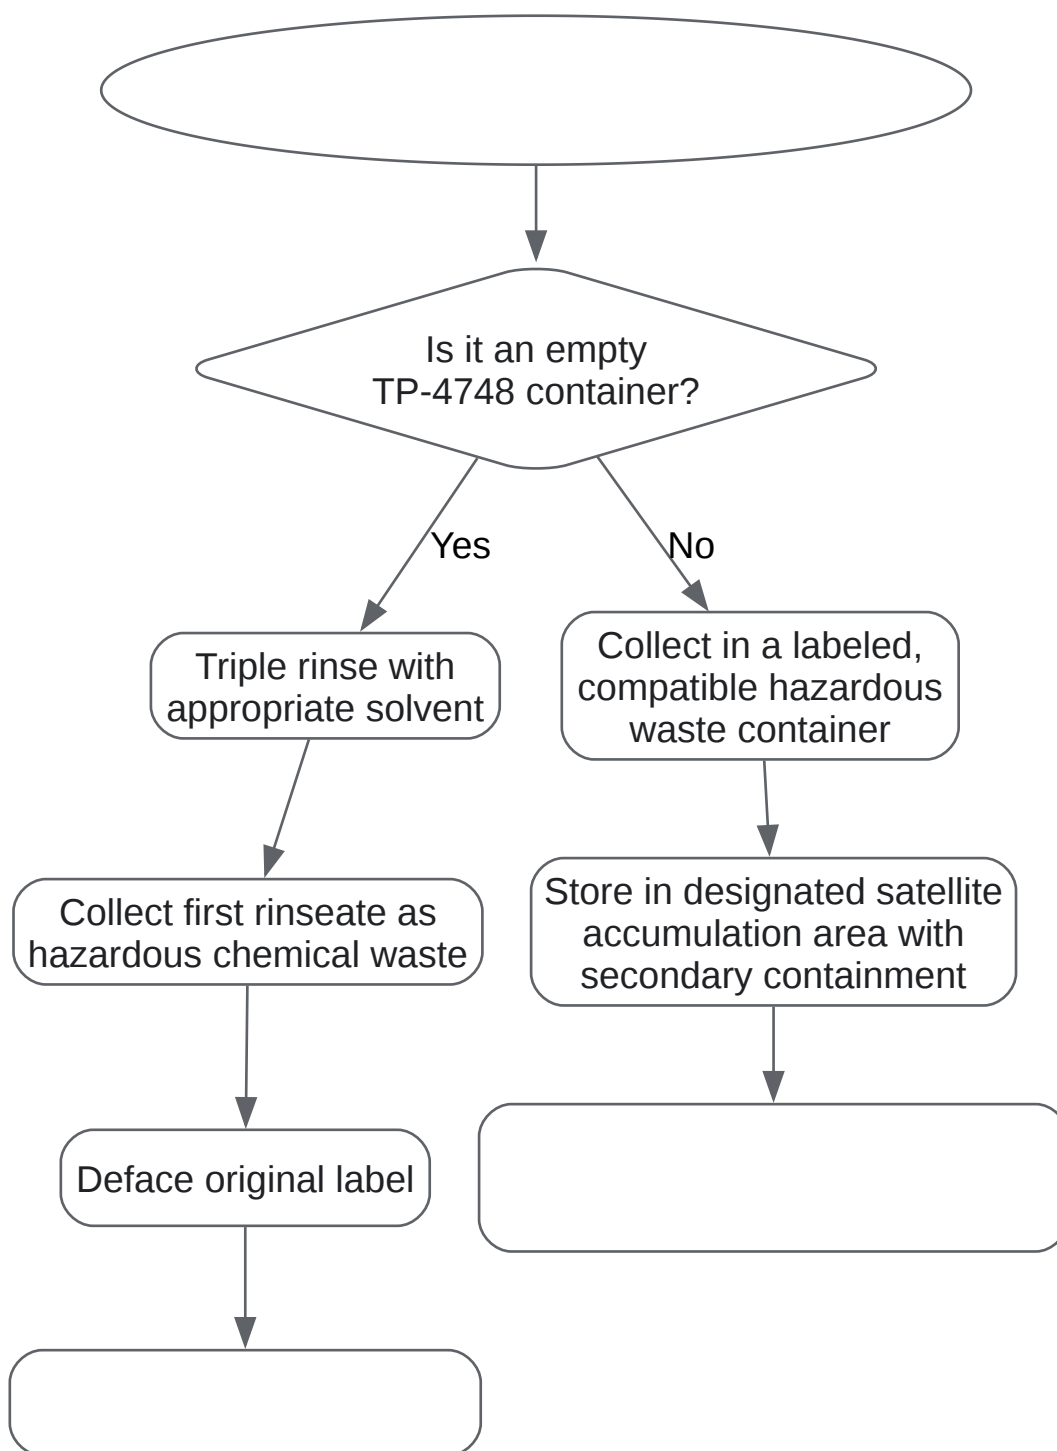 Is it an empty
TP-4748 container?
Yes
No
Triple rinse with
appropriate solvent
Collect in a labeled,
compatible hazardous
waste container
Collect first rinseate as
hazardous chemical waste
Store in designated satellite
accumulation area with
secondary containment
Deface original label